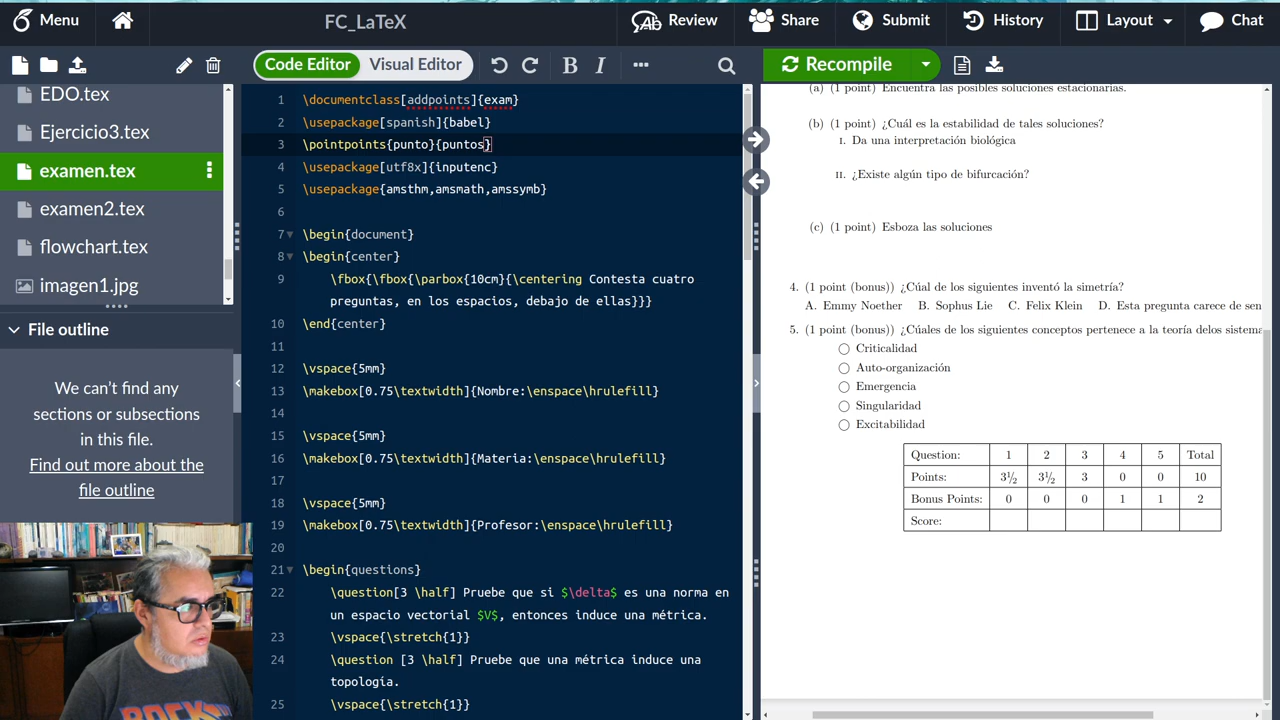 Menu
FC_LaTeX
Review
Share
Submit
History
Layout
Chat
Code Editor
Visual Editor
B I
Recompile
EDO.tex
Ejercicio3.tex
examen.tex
examen2.tex
flowchart.tex
imagen1.jpg
File outline
We can't find any
sections or subsections
in this file.
Find out more about the
file outline
1 \documentclass[addpoints]{exam}
2 \usepackage[spanish]{babel}
3 \pointpoints{punto}{puntos}
4 \usepackage[utf8x]{inputenc}
5 \usepackage{amsthm,amsmath,amssymb}
6
7 \begin{document}
8 \begin{center}
9 \fbox{\fbox{\parbox{10cm}{\centering Contesta cuatro
preguntas, en los espacios, debajo de ellas}}}
10 \end{center}
11
12 \vspace{5mm}
13 \makebox[0.75\textwidth]{Nombre:\enspace\hrulefill}
14
15 \vspace{5mm}
16 \makebox[0.75\textwidth]{Materia:\enspace\hrulefill}
17
18 \vspace{5mm}
19 \makebox[0.75\textwidth]{Profesor:\enspace\hrulefill}
20
21 \begin{questions}
22 \question[3 \half] Pruebe que si $\delta$ es una norma en
un espacio vectorial $V$, entonces induce una métrica.
23 \vspace{\stretch{1}}
24 \question [3 \half] Pruebe que una métrica induce una
topología.
25 \vspace{\stretch{1}}
(a) (1 point) Encuentra las posibles soluciones estacionarias.
(b) (1 point) ¿Cuál es la estabilidad de tales soluciones?
I. Da una interpretación biológica
II. ¿Existe algún tipo de bifurcación?
(c) (1 point) Esboza las soluciones
4. (1 point (bonus)) ¿Cúal de los siguientes inventó la simetría?
A. Emmy Noether B. Sophus Lie C. Felix Klein D. Esta pregunta carece de sen
5. (1 point (bonus)) ¿Cúales de los siguientes conceptos pertenece a la teoría delos sistema
Criticalidad
Auto-organización
Emergencia
Singularidad
Excitabilidad
Question: 1 2 3 4 5 Total
Points: 3½ 3½ 3 0 0 10
Bonus Points: 0 0 0 1 1 2
Score: